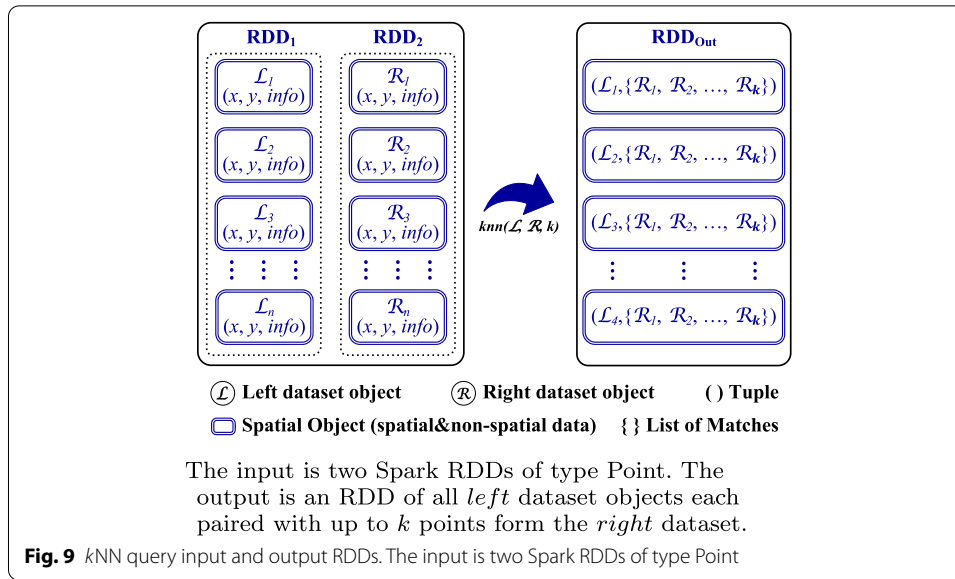 RDD₁ RDD₂ RDD_Out
ℒ₁ ℛ₁
(x, y, info) (x, y, info) (ℒ₁,{ℛ₁, ℛ₂, ..., ℛₖ})
ℒ₂ ℛ₂
(x, y, info) (x, y, info) (ℒ₂,{ℛ₁, ℛ₂, ..., ℛₖ})
ℒ₃ ℛ₃
(x, y, info) (x, y, info) (ℒ₃,{ℛ₁, ℛ₂, ..., ℛₖ})
knn(ℒ, ℛ, k)
ℒₙ ℛₙ
(x, y, info) (x, y, info) (ℒ₄,{ℛ₁, ℛ₂, ..., ℛₖ})
ℒ Left dataset object ℛ Right dataset object ( ) Tuple
Spatial Object (spatial&non-spatial data) { } List of Matches
The input is two Spark RDDs of type Point. The
output is an RDD of all left dataset objects each
paired with up to k points form the right dataset.
Fig. 9 kNN query input and output RDDs. The input is two Spark RDDs of type Point